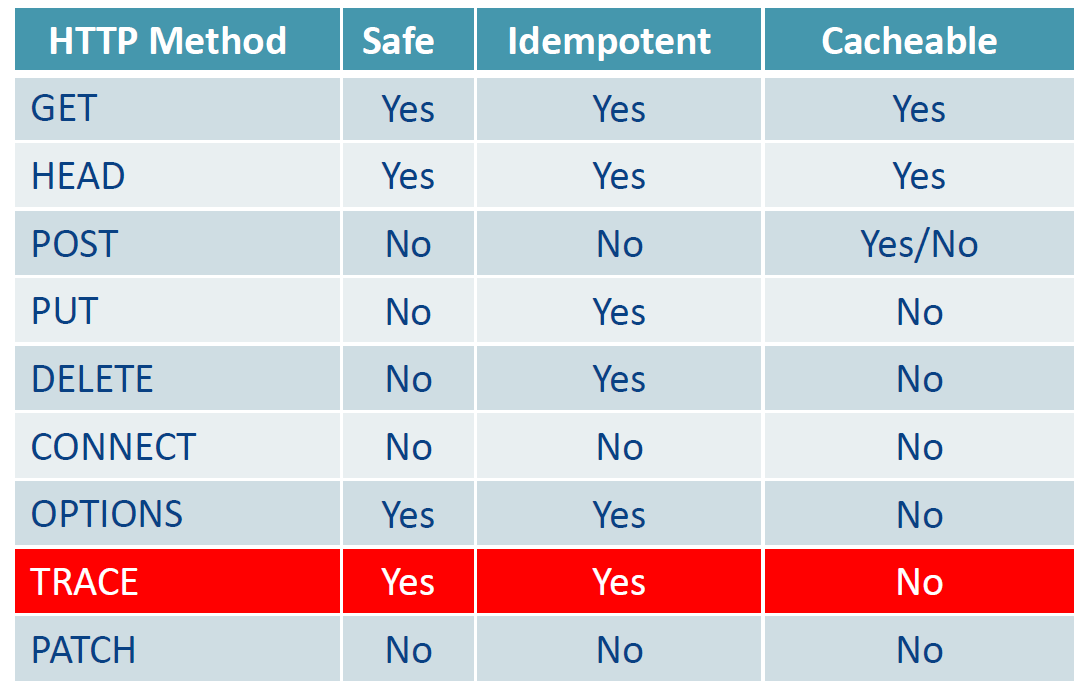 HTTP Method Safe Idempotent Cacheable
GET Yes Yes Yes
HEAD Yes Yes Yes
POST No No Yes/No
PUT No Yes No
DELETE No Yes No
CONNECT No No No
OPTIONS Yes Yes No
TRACE Yes Yes No
PATCH No No No